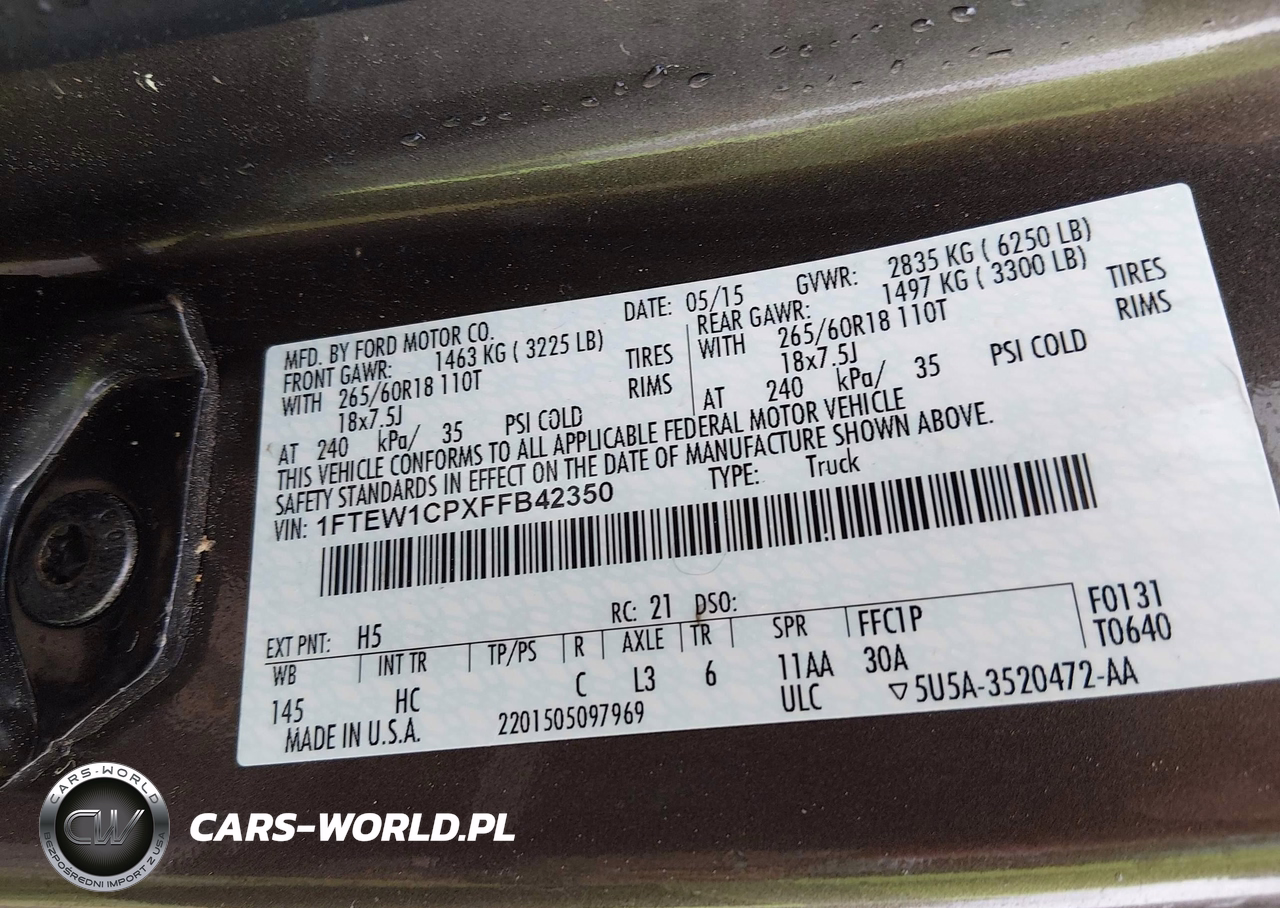 MFD. BY FORD MOTOR CO.
DATE: 05/15
GVWR: 2835 KG ( 6250 LB)
FRONT GAWR: 1463 KG ( 3225 LB)
REAR GAWR: 1497 KG ( 3300 LB)
WITH 265/60R18 110T TIRES
WITH 265/60R18 110T TIRES
18x7.5J RIMS
18x7.5J RIMS
AT 240 kPa/ 35 PSI COLD
AT 240 kPa/ 35 PSI COLD
THIS VEHICLE CONFORMS TO ALL APPLICABLE FEDERAL MOTOR VEHICLE
SAFETY STANDARDS IN EFFECT ON THE DATE OF MANUFACTURE SHOWN ABOVE.
VIN: 1FTEW1CPXFFB42350
TYPE: Truck
EXT PNT: H5 RC: 21 DSO:
F0131
WB INT TR TP/PS R AXLE TR SPR FFC1P
T0640
145 HC C L3 6 11AA 30A
ULC
MADE IN U.S.A. 2201505097969 ▽5U5A-3520472-AA
CARS-WORLD
CW
BEZPOŚREDNI IMPORT Z USA
CARS-WORLD.PL